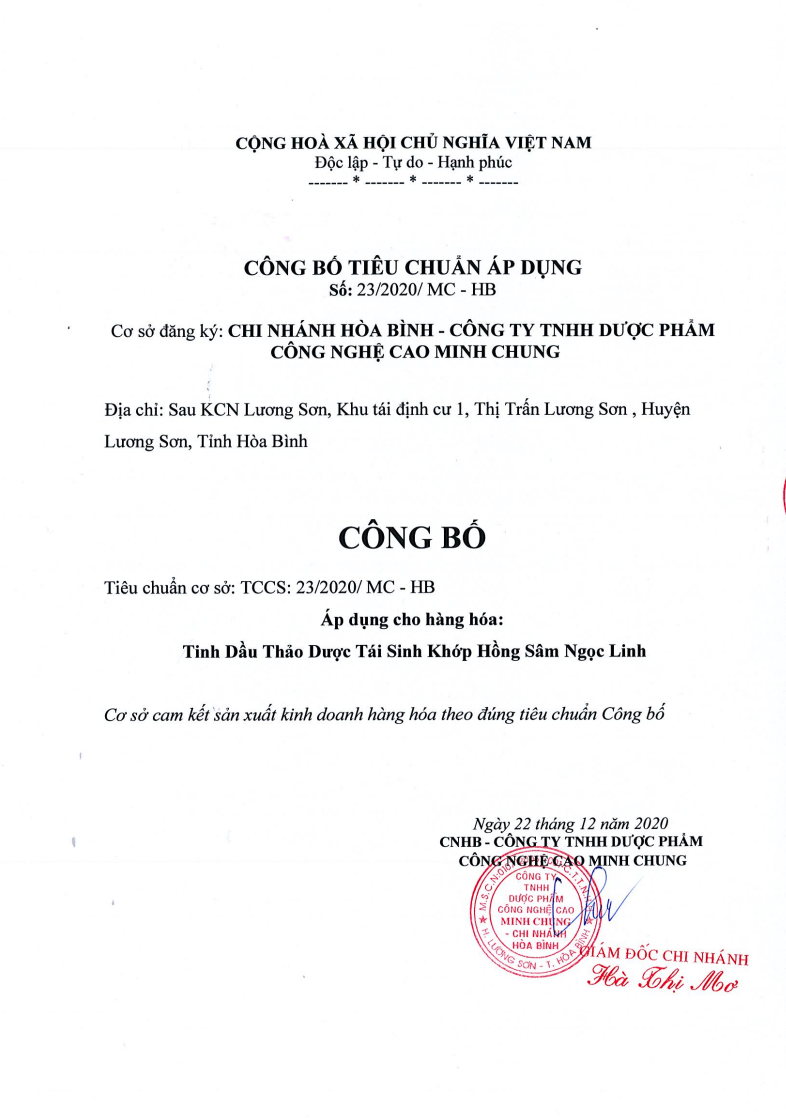 CỘNG HOÀ XÃ HỘI CHỦ NGHĨA VIỆT NAM
Độc lập - Tự do - Hạnh phúc
------- * ------- * ------- * -------
CÔNG BỐ TIÊU CHUẨN ÁP DỤNG
Số: 23/2020/ MC - HB
Cơ sở đăng ký: CHI NHÁNH HÒA BÌNH - CÔNG TY TNHH DƯỢC PHẨM
CÔNG NGHỆ CAO MINH CHUNG
Địa chỉ: Sau KCN Lương Sơn, Khu tái định cư 1, Thị Trấn Lương Sơn , Huyện
Lương Sơn, Tỉnh Hòa Bình
CÔNG BỐ
Tiêu chuẩn cơ sở: TCCS: 23/2020/ MC - HB
Áp dụng cho hàng hóa:
Tinh Dầu Thảo Dược Tái Sinh Khớp Hồng Sâm Ngọc Linh
Cơ sở cam kết sản xuất kinh doanh hàng hóa theo đúng tiêu chuẩn Công bố
Ngày 22 tháng 12 năm 2020
CNHB - CÔNG TY TNHH DƯỢC PHẨM
CÔNG NGHỆ CAO MINH CHUNG
CÔNG TY
TNHH
DƯỢC PHẨM
CÔNG NGHỆ CAO
MINH CHUNG
- CHI NHÁNH
HÒA BÌNH
H. LƯƠNG SƠN - T. HÒA BÌNH
GIÁM ĐỐC CHI NHÁNH
Hà Thị Mơ